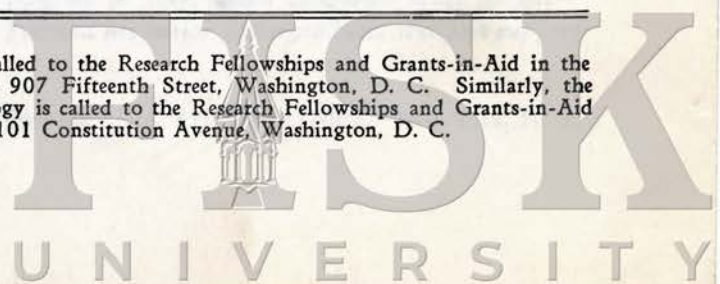 lled to the Research Fellowships and Grants-in-Aid in the
907 Fifteenth Street, Washington, D. C. Similarly, the
gy is called to the Research Fellowships and Grants-in-Aid
101 Constitution Avenue, Washington, D. C.
FISK
UNIVERSITY